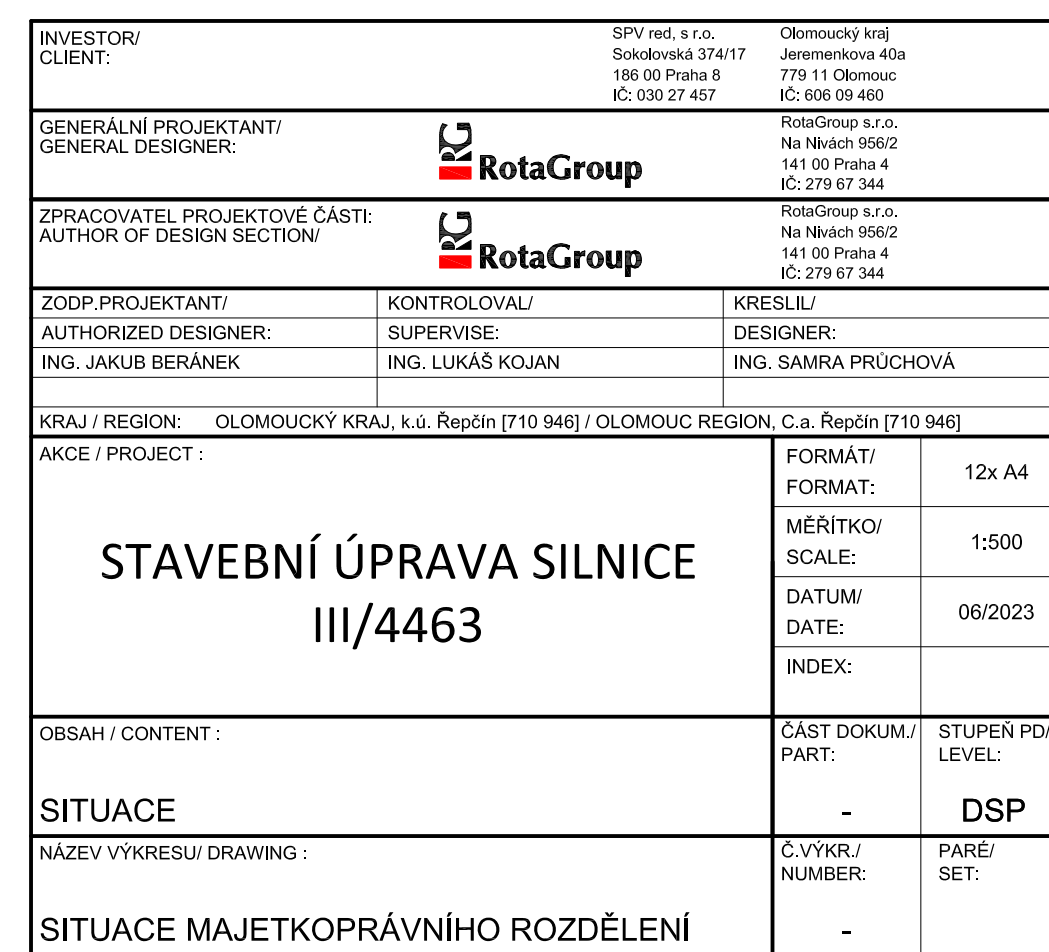 INVESTOR/
CLIENT:
SPV red, s r.o.
Sokolovská 374/17
186 00 Praha 8
IČ: 030 27 457
Olomoucký kraj
Jeremenkova 40a
779 11 Olomouc
IČ: 606 09 460
GENERÁLNÍ PROJEKTANT/
GENERAL DESIGNER:
RG
RotaGroup
RotaGroup s.r.o.
Na Nivách 956/2
141 00 Praha 4
IČ: 279 67 344
ZPRACOVATEL PROJEKTOVÉ ČÁSTI:
AUTHOR OF DESIGN SECTION/
RG
RotaGroup
RotaGroup s.r.o.
Na Nivách 956/2
141 00 Praha 4
IČ: 279 67 344
ZODP.PROJEKTANT/
AUTHORIZED DESIGNER:
ING. JAKUB BERÁNEK
KONTROLOVAL/
SUPERVISE:
ING. LUKÁŠ KOJAN
KRESLIL/
DESIGNER:
ING. SAMRA PRŮCHOVÁ
KRAJ / REGION: OLOMOUCKÝ KRAJ, k.ú. Řepčín [710 946] / OLOMOUC REGION, C.a. Řepčín [710 946]
AKCE / PROJECT :
STAVEBNÍ ÚPRAVA SILNICE
III/4463
FORMÁT/
FORMAT:
12x A4
MĚŘÍTKO/
SCALE:
1:500
DATUM/
DATE:
06/2023
INDEX:
OBSAH / CONTENT :
SITUACE
ČÁST DOKUM./
PART:
-
STUPEŇ PD/
LEVEL:
DSP
NÁZEV VÝKRESU/ DRAWING :
SITUACE MAJETKOPRÁVNÍHO ROZDĚLENÍ
Č.VÝKR./
NUMBER:
-
PARÉ/
SET: